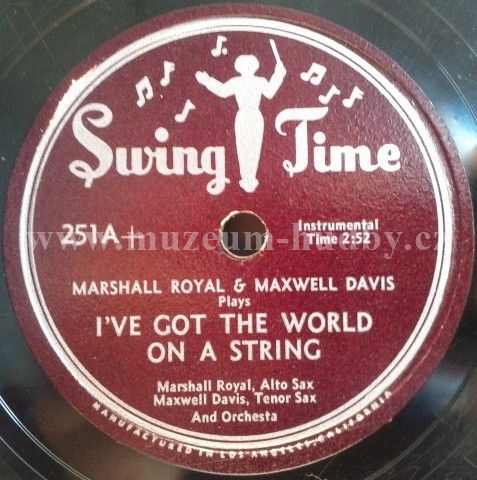 Swing Time
251A+
Instrumental
Time 2:52
www.muzeum-hudby.cz
MARSHALL ROYAL & MAXWELL DAVIS
Plays
I'VE GOT THE WORLD
ON A STRING
Marshall Royal, Alto Sax
Maxwell Davis, Tenor Sax
And Orchesta
MANUFACTURED IN LOS ANGELES, CALIFORNIA